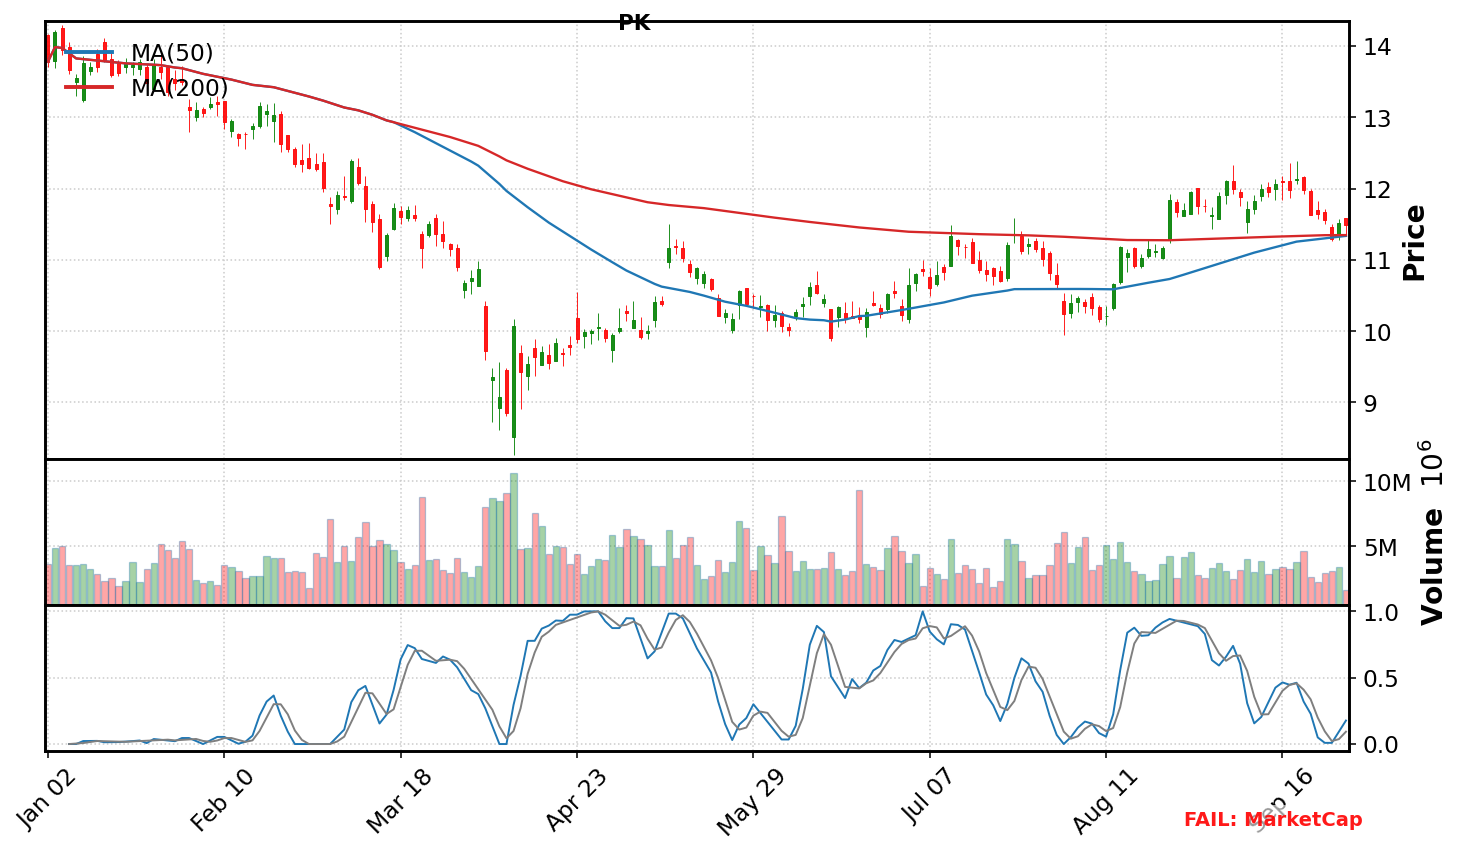 PK
MA(50)
MA(200)
14
13
12
11
10
9
Price
10M
5M
Volume 10^6
1.0
0.5
0.0
Jan 02
Feb 10
Mar 18
Apr 23
May 29
Jul 07
Aug 11
Sep 16
FAIL: MarketCap